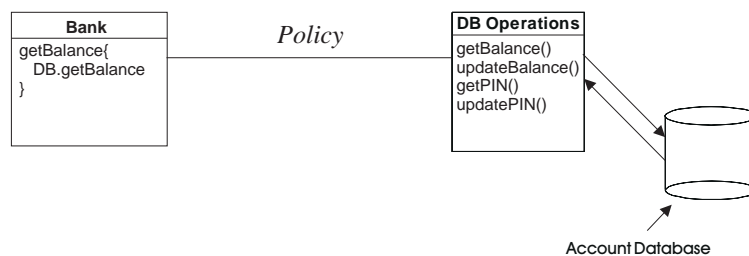 Bank
getBalance{
DB.getBalance
}
Policy
DB Operations
getBalance()
updateBalance()
getPIN()
updatePIN()
Account Database